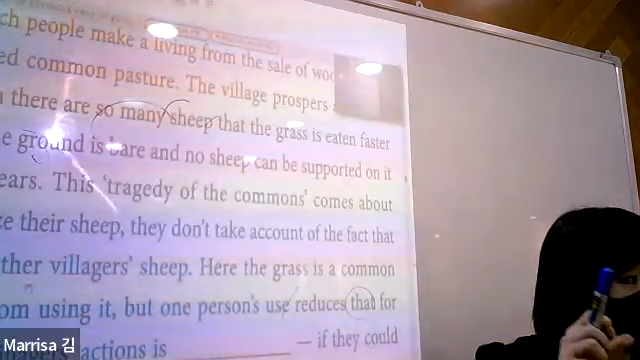 ch people make a living from the sale of
ed common pasture. The village prospers
there are so many sheep that the grass is eaten faster
e ground is bare and no sheep can be supported on it
ears. This 'tragedy of the commons' comes about
ze their sheep, they don't take account of the fact that
ther villagers' sheep. Here the grass is a common
om using it, but one person's use reduces that for
actions is — if they could
Marrisa 김